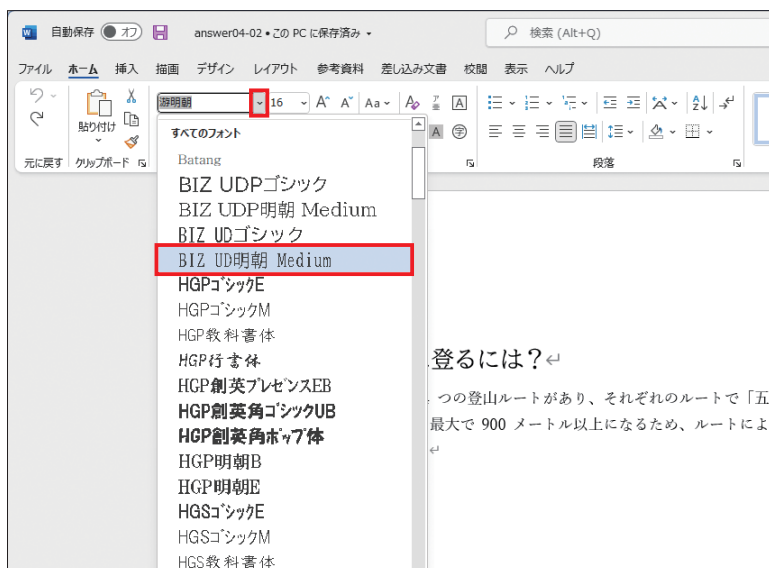 自動保存 オフ answer04-02 • この PC に保存済み 検索 (Alt+Q)
ファイル ホーム 挿入 描画 デザイン レイアウト 参考資料 差し込み文書 校閲 表示 ヘルプ
游明朝 16 A A Aa A A
貼り付け A 字
元に戻す クリップボード 段落
すべてのフォント
Batang
BIZ UDPゴシック
BIZ UDP明朝 Medium
BIZ UDゴシック
BIZ UD明朝 Medium
HGPゴシックE
HGPゴシックM
HGP教科書体
HGP行書体
HGP創英プレゼンスEB
HGP創英角ゴシックUB
HGP創英角ポップ体
HGP明朝B
HGP明朝E
HGSゴシックE
HGSゴシックM
HGS教科書体
登るには？
つの登山ルートがあり、それぞれのルートで「五
最大で 900 メートル以上になるため、ルートによ